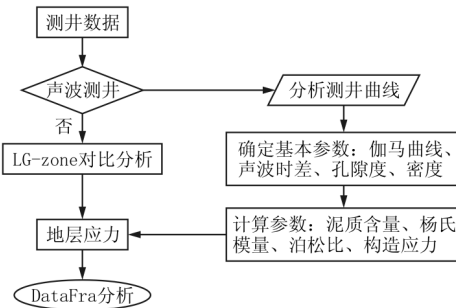 测井数据
声波测井
分析测井曲线
否
LG-zone对比分析
确定基本参数：伽马曲线、
声波时差、孔隙度、密度
地层应力
计算参数：泥质含量、杨氏
模量、泊松比、构造应力
DataFra分析